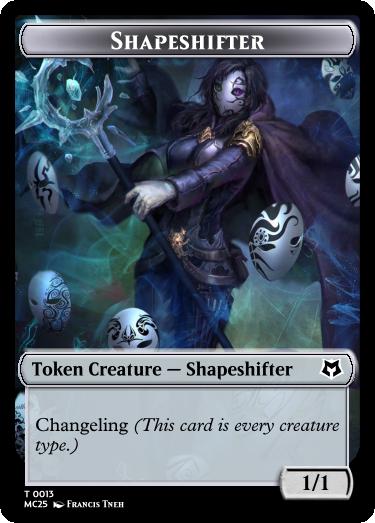 SHAPESHIFTER
Token Creature — Shapeshifter
Changeling (This card is every creature
type.)
1/1
T 0013
MC25 FRANCIS TNEH